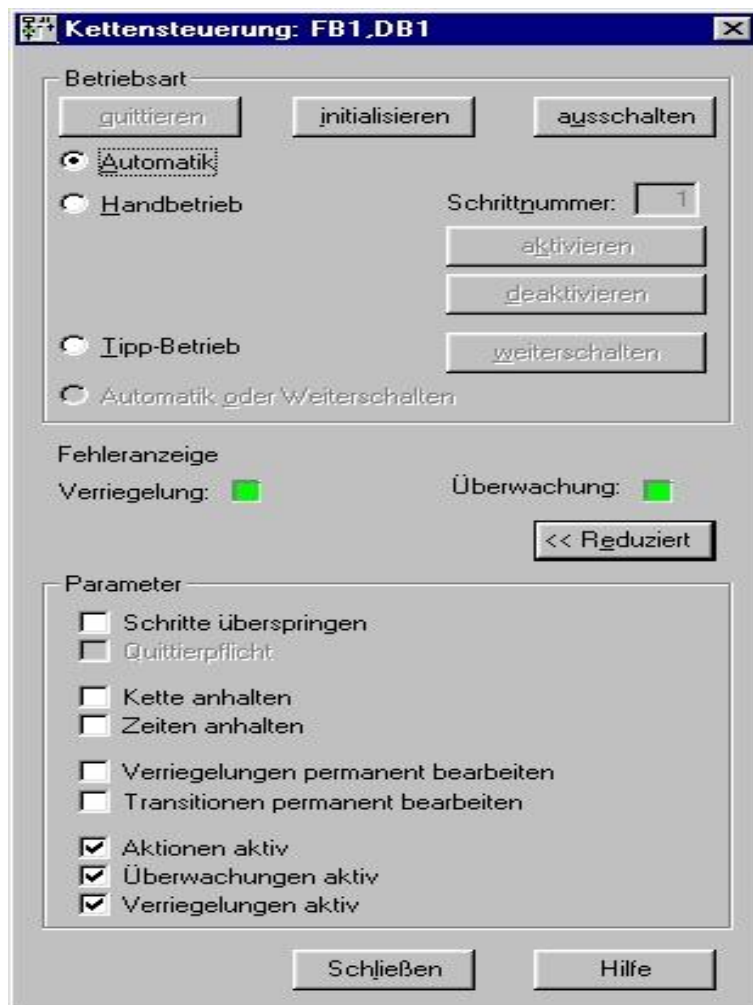 Kettensteuerung: FB1,DB1
Betriebsart
quittieren initialisieren ausschalten
Automatik
Handbetrieb Schrittnummer: 1
aktivieren
deaktivieren
Tipp-Betrieb weiterschalten
Automatik oder Weiterschalten
Fehleranzeige
Verriegelung: Überwachung:
<< Reduziert
Parameter
Schritte überspringen
Quittierpflicht
Kette anhalten
Zeiten anhalten
Verriegelungen permanent bearbeiten
Transitionen permanent bearbeiten
Aktionen aktiv
Überwachungen aktiv
Verriegelungen aktiv
Schließen Hilfe